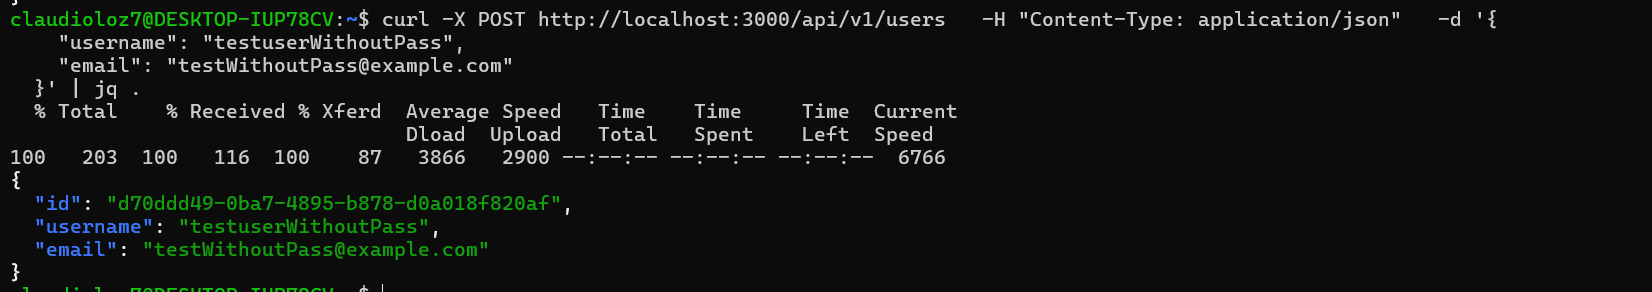 claudioloz7@DESKTOP-IUP78CV:~$ curl -X POST http://localhost:3000/api/v1/users   -H "Content-Type: application/json"   -d '{
    "username": "testuserWithoutPass",
    "email": "testWithoutPass@example.com"
  }' | jq .
  % Total    % Received % Xferd  Average Speed   Time    Time     Time  Current
                                 Dload  Upload   Total   Spent    Left  Speed
100   203  100   116  100    87   3866   2900 --:--:-- --:--:-- --:--:--  6766
{
  "id": "d70ddd49-0ba7-4895-b878-d0a018f820af",
  "username": "testuserWithoutPass",
  "email": "testWithoutPass@example.com"
}